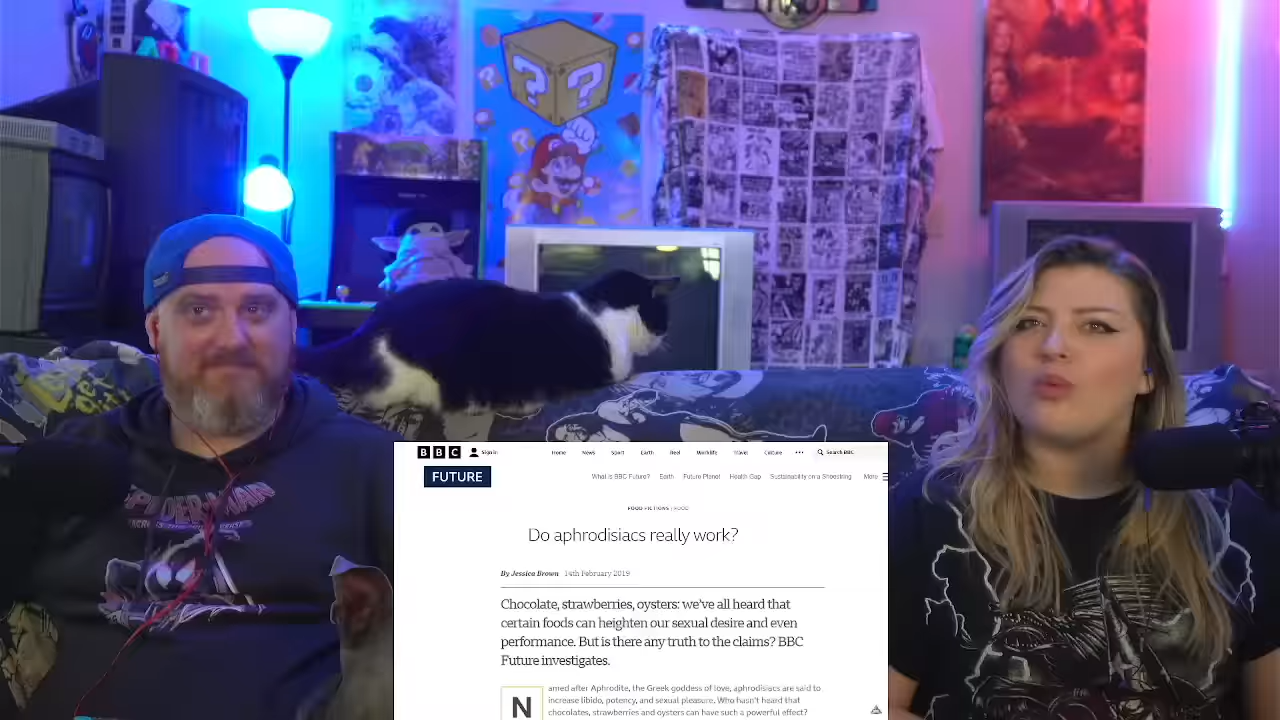 ? ?
SPIDER-MAN
BBC Sign in Home News Sport Earth Reel Worklife Travel Culture ••• Search BBC
FUTURE What is BBC Future? Earth Future Planet Health Gap Sustainability on a Shoestring More
FOOD FICTIONS | FOOD
Do aphrodisiacs really work?
By Jessica Brown 14th February 2019
Chocolate, strawberries, oysters: we've all heard that
certain foods can heighten our sexual desire and even
performance. But is there any truth to the claims? BBC
Future investigates.
N amed after Aphrodite, the Greek goddess of love, aphrodisiacs are said to
increase libido, potency, and sexual pleasure. Who hasn't heard that
chocolates, strawberries and oysters can have such a powerful effect?